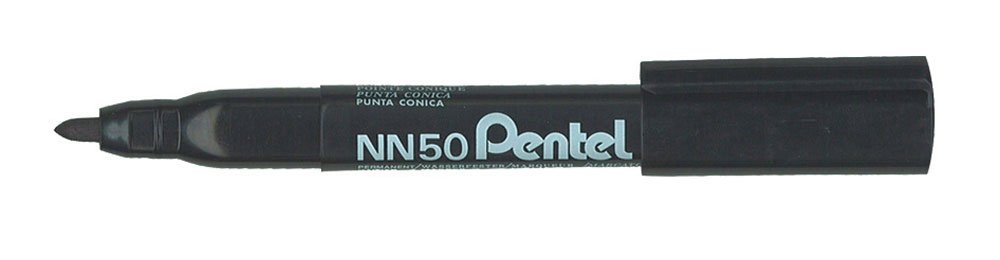 POINTE CONIQUE
PUNTA CONICA
PUNTA CONICA
NN50 Pentel
PERMANENT/WASSERFESTER/MARQUEUR